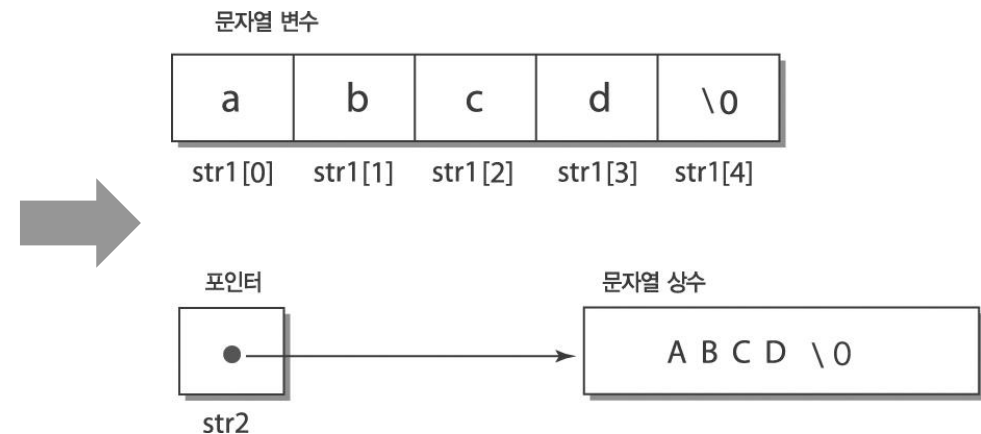 문자열 변수
a b c d \0
str1[0] str1[1] str1[2] str1[3] str1[4]
포인터 문자열 상수
A B C D \0
str2